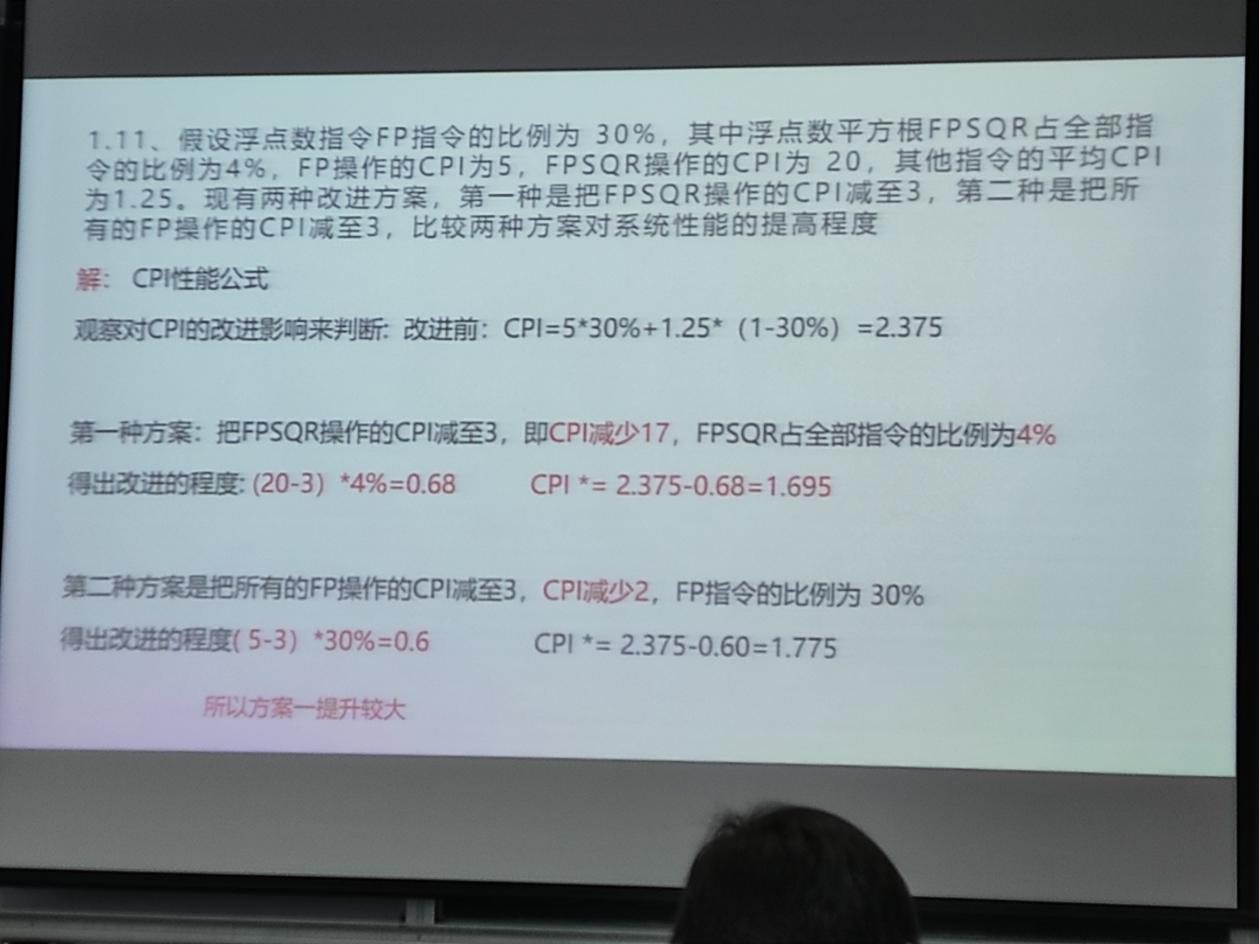 1.11、假设浮点数指令FP指令的比例为 30%，其中浮点数平方根FPSQR占全部指
令的比例为4%，FP操作的CPI为5，FPSQR操作的CPI为 20，其他指令的平均CPI
为1.25。现有两种改进方案，第一种是把FPSQR操作的CPI减至3，第二种是把所
有的FP操作的CPI减至3，比较两种方案对系统性能的提高程度
解： CPI性能公式
观察对CPI的改进影响来判断: 改进前：CPI=5*30%+1.25*（1-30%）=2.375
第一种方案：把FPSQR操作的CPI减至3，即CPI减少17，FPSQR占全部指令的比例为4%
得出改进的程度: (20-3）*4%=0.68 CPI *= 2.375-0.68=1.695
第二种方案是把所有的FP操作的CPI减至3，CPI减少2，FP指令的比例为 30%
得出改进的程度( 5-3）*30%=0.6 CPI *= 2.375-0.60=1.775
所以方案一提升较大